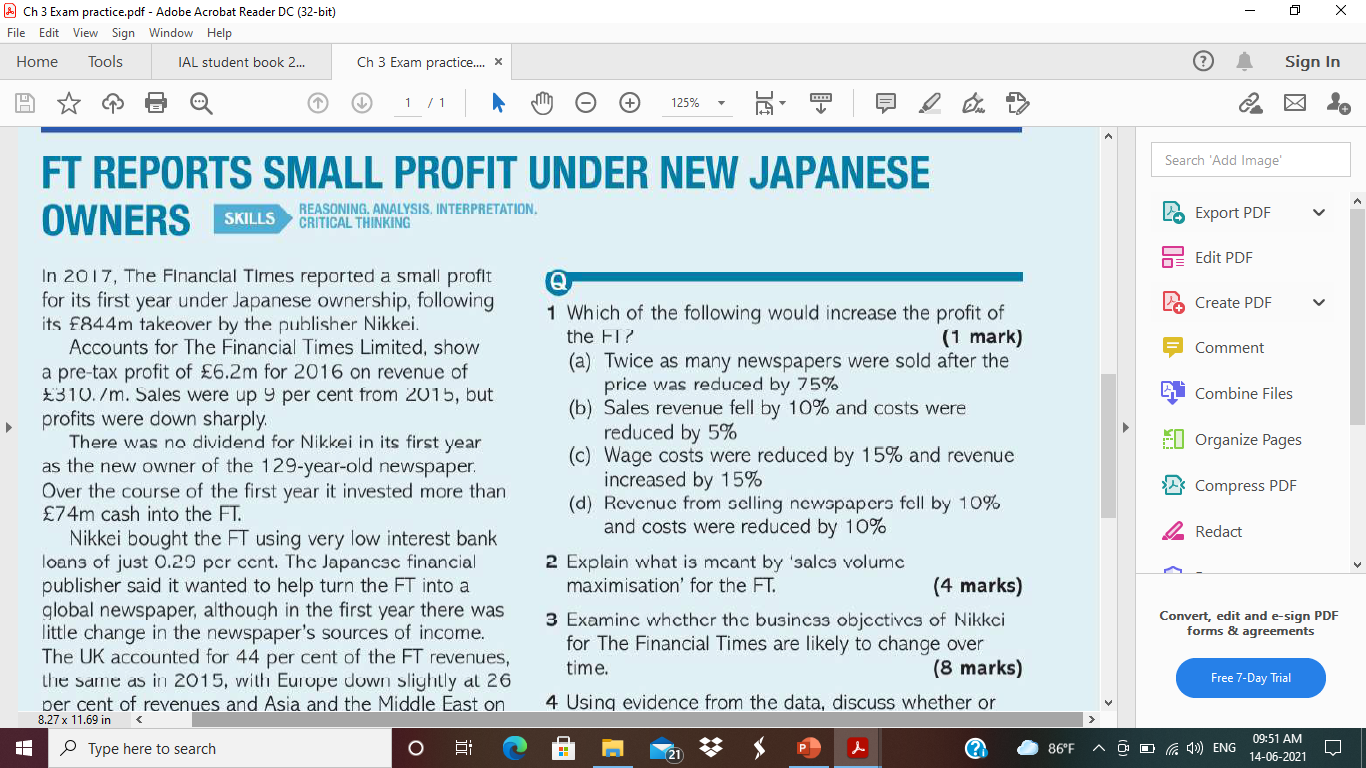 Ch 3 Exam practice.pdf - Adobe Acrobat Reader DC (32-bit)
File Edit View Sign Window Help
Home Tools IAL student book 2... Ch 3 Exam practice.... × Sign In
1 / 1 125%
FT REPORTS SMALL PROFIT UNDER NEW JAPANESE
OWNERS SKILLS REASONING, ANALYSIS, INTERPRETATION,
CRITICAL THINKING
In 2017, The Financial Times reported a small profit
for its first year under Japanese ownership, following
its £844m takeover by the publisher Nikkei.
Accounts for The Financial Times Limited, show
a pre-tax profit of £6.2m for 2016 on revenue of
£310.7m. Sales were up 9 per cent from 2015, but
profits were down sharply.
There was no dividend for Nikkei in its first year
as the new owner of the 129-year-old newspaper.
Over the course of the first year it invested more than
£74m cash into the FT.
Nikkei bought the FT using very low interest bank
loans of just 0.29 per cent. The Japanese financial
publisher said it wanted to help turn the FT into a
global newspaper, although in the first year there was
little change in the newspaper's sources of income.
The UK accounted for 44 per cent of the FT revenues,
the same as in 2015, with Europe down slightly at 26
per cent of revenues and Asia and the Middle East on
Q
1 Which of the following would increase the profit of
the FT? (1 mark)
(a) Twice as many newspapers were sold after the
price was reduced by 75%
(b) Sales revenue fell by 10% and costs were
reduced by 5%
(c) Wage costs were reduced by 15% and revenue
increased by 15%
(d) Revenue from selling newspapers fell by 10%
and costs were reduced by 10%
2 Explain what is meant by 'sales volume
maximisation' for the FT. (4 marks)
3 Examine whether the business objectives of Nikkei
for The Financial Times are likely to change over
time. (8 marks)
4 Using evidence from the data, discuss whether or
8.27 x 11.69 in
Search 'Add Image'
Export PDF
Edit PDF
Create PDF
Comment
Combine Files
Organize Pages
Compress PDF
Redact
Convert, edit and e-sign PDF
forms & agreements
Free 7-Day Trial
Type here to search
21
86°F
ENG
09:51 AM
14-06-2021